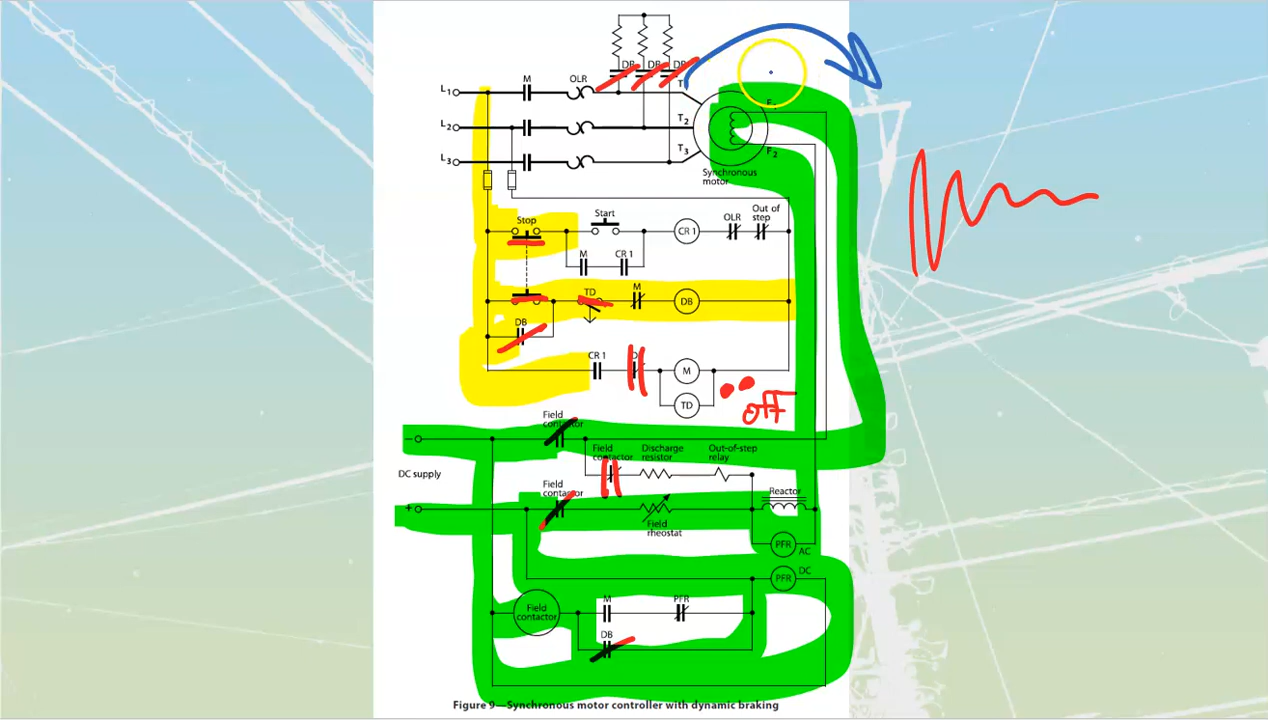 DB DB DB
M OLR
L1 T
L2 T2
L3 T3
F1
F2
Synchronous
motor
Stop Start Out of
OLR step
CR 1
M CR 1
TD M
DB
DB
CR 1 M
TD
off
Field
contactor
− Field Discharge Out-of-step
contactor resistor relay
DC supply
Field
contactor Reactor
+
Field
rheostat
PFR AC
PFR DC
Field
contactor M PFR
DB
Figure 9—Synchronous motor controller with dynamic braking